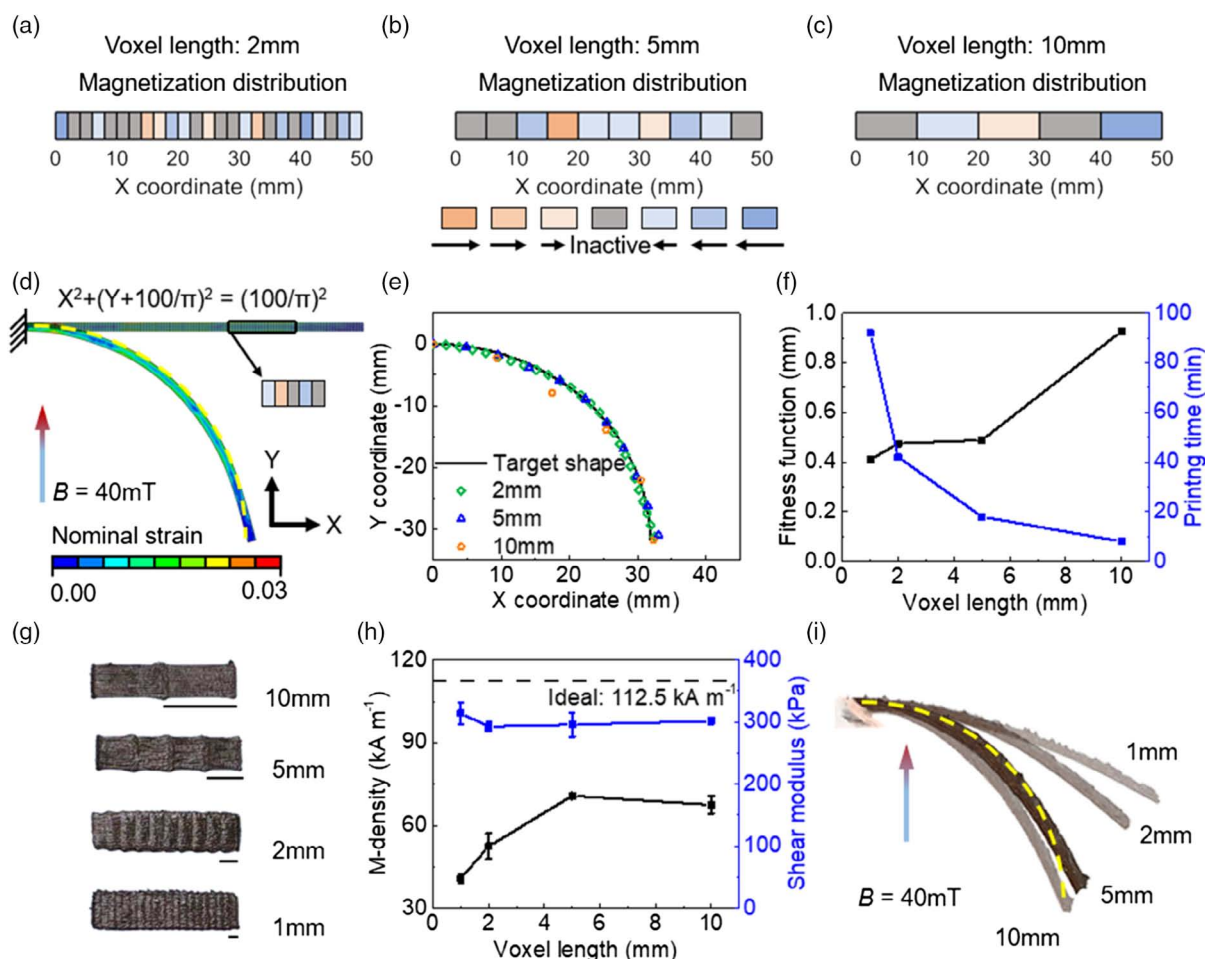 (a)
Voxel length: 2mm
Magnetization distribution
0 10 20 30 40 50
X coordinate (mm)
(b)
Voxel length: 5mm
Magnetization distribution
0 10 20 30 40 50
X coordinate (mm)
Inactive
(c)
Voxel length: 10mm
Magnetization distribution
0 10 20 30 40 50
X coordinate (mm)
(d)
X²+(Y+100/π)² = (100/π)²
B = 40mT
Y
X
Nominal strain
0.00 0.03
(e)
Y coordinate (mm)
0
-10
-20
-30
Target shape
2mm
5mm
10mm
0 10 20 30 40
X coordinate (mm)
(f)
Fitness function (mm)
1.0
0.8
0.6
0.4
0.2
0.0
100
80
60
40
20
0
Printng time (min)
0 2 4 6 8 10
Voxel length (mm)
(g)
10mm
5mm
2mm
1mm
(h)
M-density (kA m⁻¹)
120
90
60
30
Ideal: 112.5 kA m⁻¹
400
300
200
100
0
Shear modulus (kPa)
0 2 4 6 8 10
Voxel length (mm)
(i)
1mm
2mm
5mm
10mm
B = 40mT